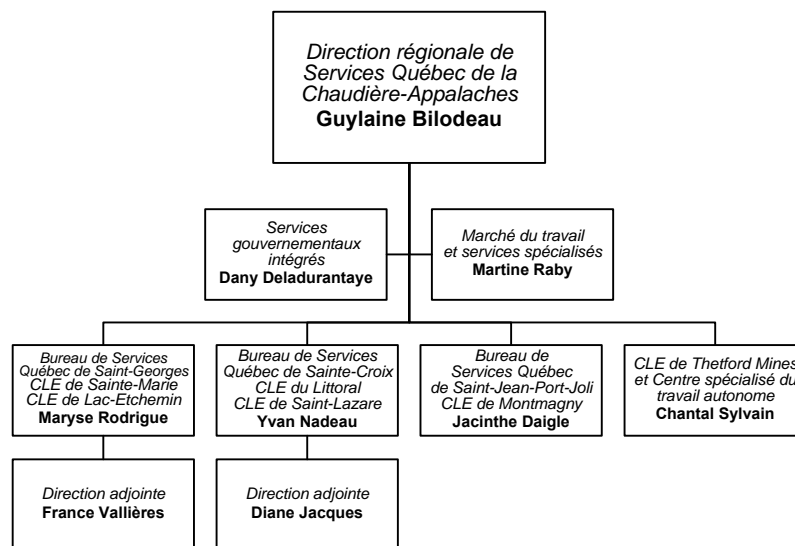 Direction régionale de
Services Québec de la
Chaudière-Appalaches
Guylaine Bilodeau
Services
gouvernementaux
intégrés
Dany Deladurantaye
Marché du travail
et services spécialisés
Martine Raby
Bureau de Services
Québec de Saint-Georges
CLE de Sainte-Marie
CLE de Lac-Etchemin
Maryse Rodrigue
Bureau de Services
Québec de Sainte-Croix
CLE du Littoral
CLE de Saint-Lazare
Yvan Nadeau
Bureau de
Services Québec
de Saint-Jean-Port-Joli
CLE de Montmagny
Jacinthe Daigle
CLE de Thetford Mines
et Centre spécialisé du
travail autonome
Chantal Sylvain
Direction adjointe
France Vallières
Direction adjointe
Diane Jacques